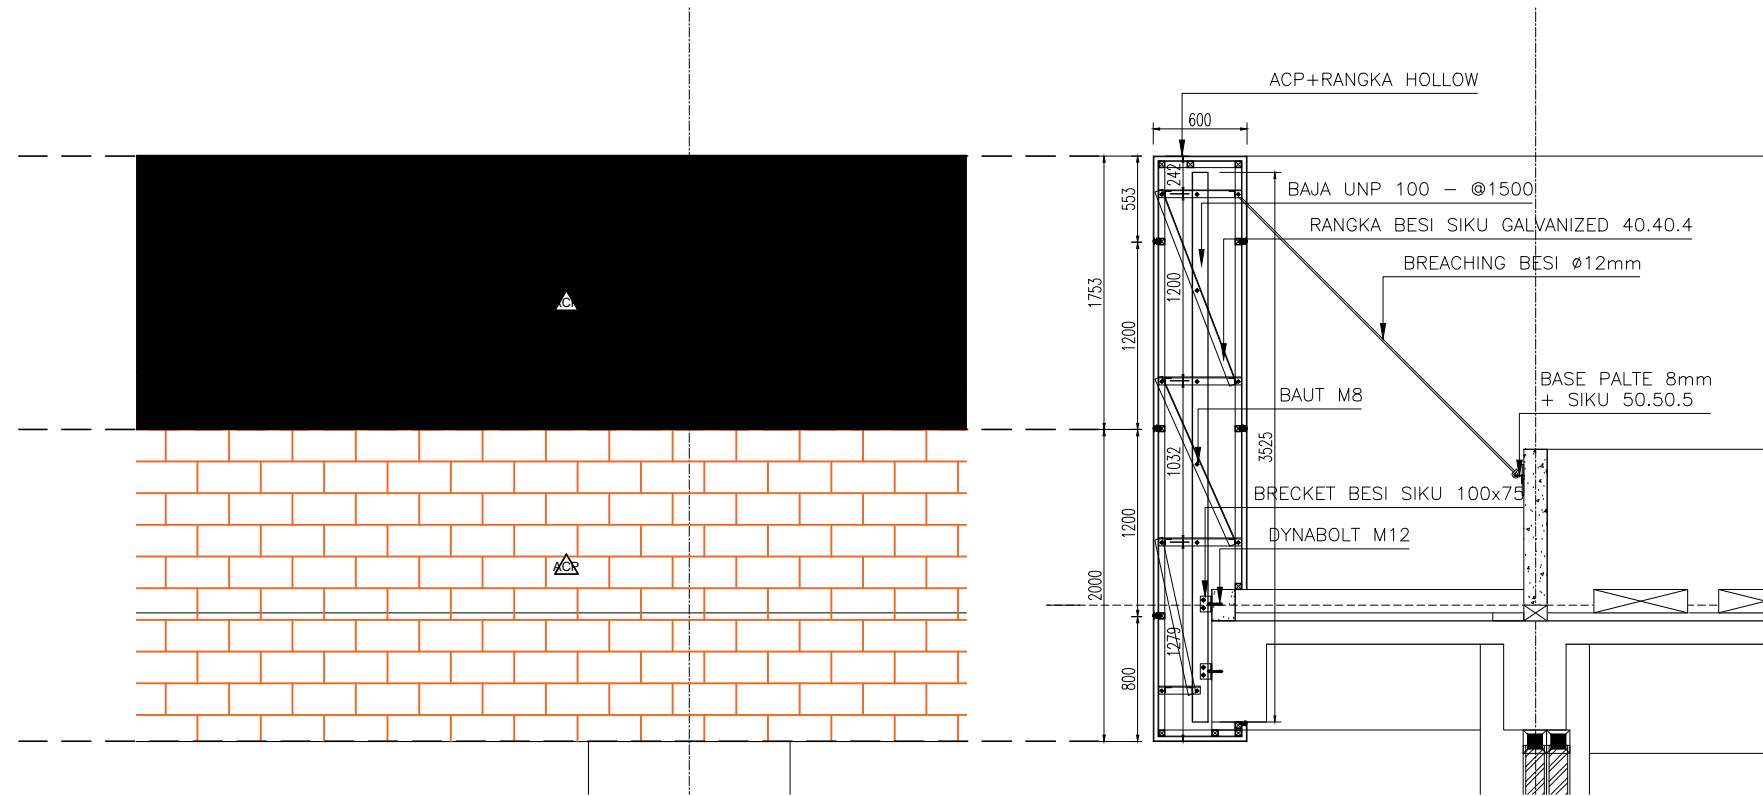 ACP+RANGKA HOLLOW
600
242
553
BAJA UNP 100 - @1500
RANGKA BESI SIKU GALVANIZED 40.40.4
BREACHING BESI Ø12mm
1753
1200
1200
BASE PALTE 8mm
+ SIKU 50.50.5
BAUT M8
3525
1032
BRECKET BESI SIKU 100x75
1200
DYNABOLT M12
ACP
2000
1279
800